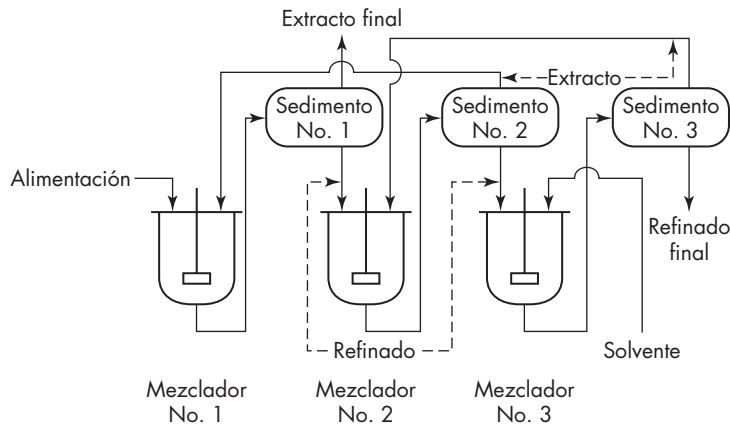 Extracto final
Extracto
Sedimento
No. 1
Sedimento
No. 2
Sedimento
No. 3
Alimentación
Refinado
final
Refinado
Solvente
Mezclador
No. 1
Mezclador
No. 2
Mezclador
No. 3